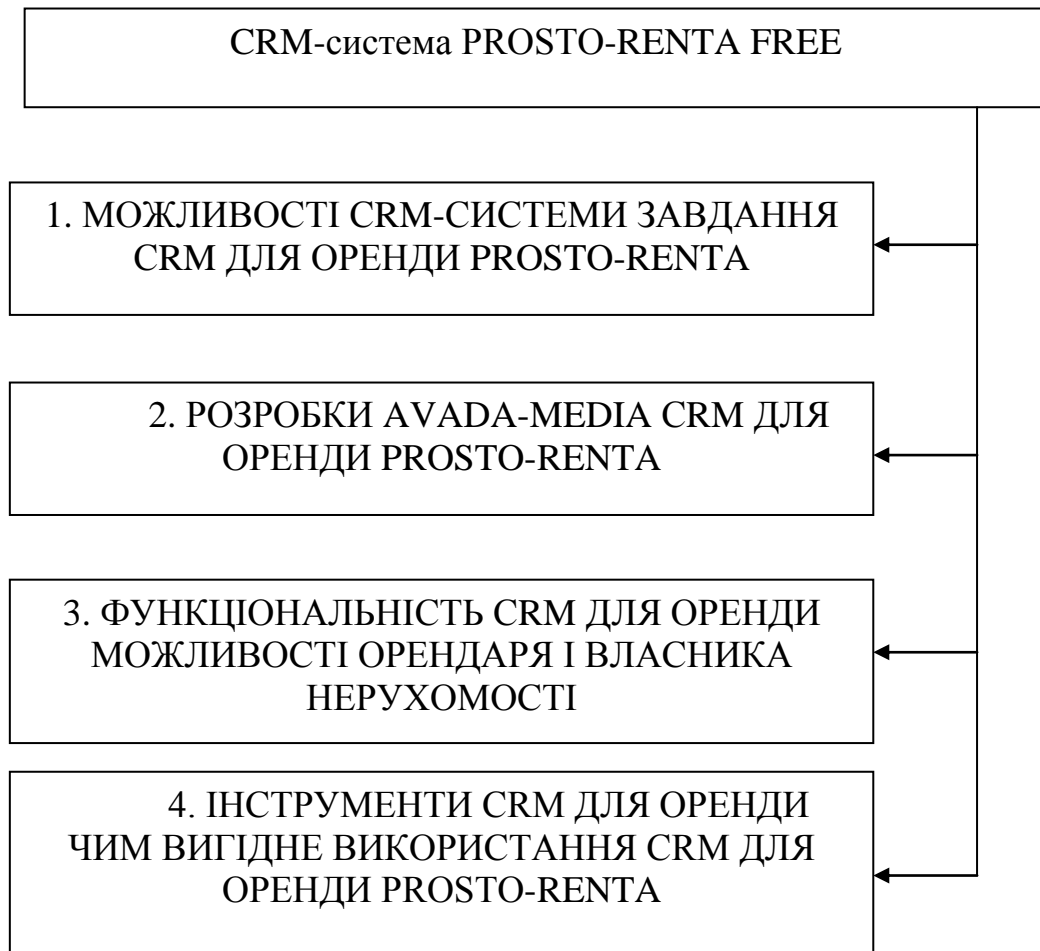 CRM-система PROSTO-RENTA FREE
1. МОЖЛИВОСТІ CRM-СИСТЕМИ ЗАВДАННЯ
CRM ДЛЯ ОРЕНДИ PROSTO-RENTA
2. РОЗРОБКИ AVADA-MEDIA CRM ДЛЯ
ОРЕНДИ PROSTO-RENTA
3. ФУНКЦІОНАЛЬНІСТЬ CRM ДЛЯ ОРЕНДИ
МОЖЛИВОСТІ ОРЕНДАРЯ І ВЛАСНИКА
НЕРУХОМОСТІ
4. ІНСТРУМЕНТИ CRM ДЛЯ ОРЕНДИ
ЧИМ ВИГІДНЕ ВИКОРИСТАННЯ CRM ДЛЯ
ОРЕНДИ PROSTO-RENTA